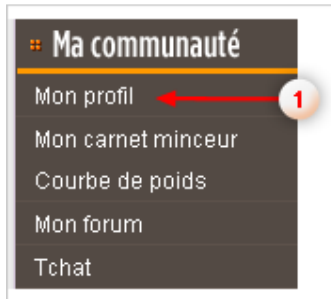 Ma communauté
Mon profil
1
Mon carnet minceur
Courbe de poids
Mon forum
Tchat